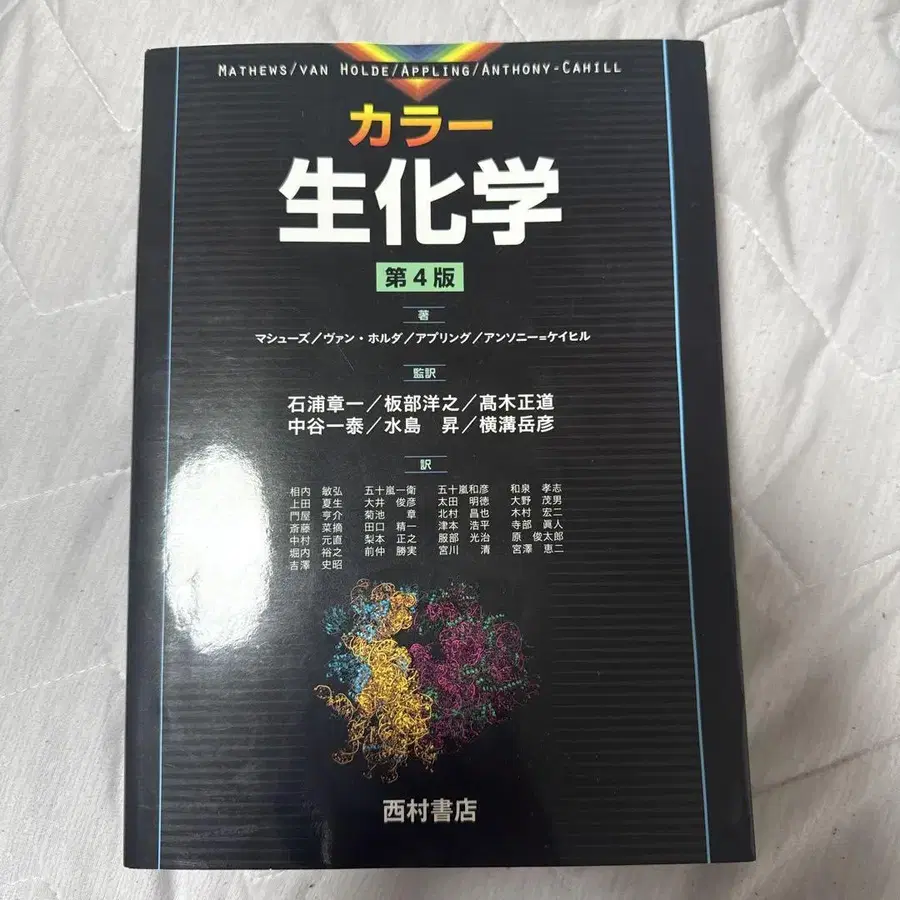 MATHEWS/VAN HOLDE/APPLING/ANTHONY-CAHILL
カラー
生化学
第4版
著
マシューズ/ヴァン・ホルダ/アプリング/アンソニー=ケイヒル
監訳
石浦章一/板部洋之/髙木正道
中谷一泰/水島 昇/横溝岳彦
訳
相内 敏弘 五十嵐一衛 五十嵐和彦 和泉 孝志
上田 夏生 大井 俊彦 太田 明徳 大野 茂男
門屋 亨介 菊池 章 北村 昌也 木村 宏二
斎藤 菜摘 田口 精一 津本 浩平 寺部 眞人
中村 元直 梨本 正之 服部 光治 原 俊太郎
堀内 裕之 前仲 勝実 宮川 清 宮澤 恵二
吉澤 史昭
西村書店